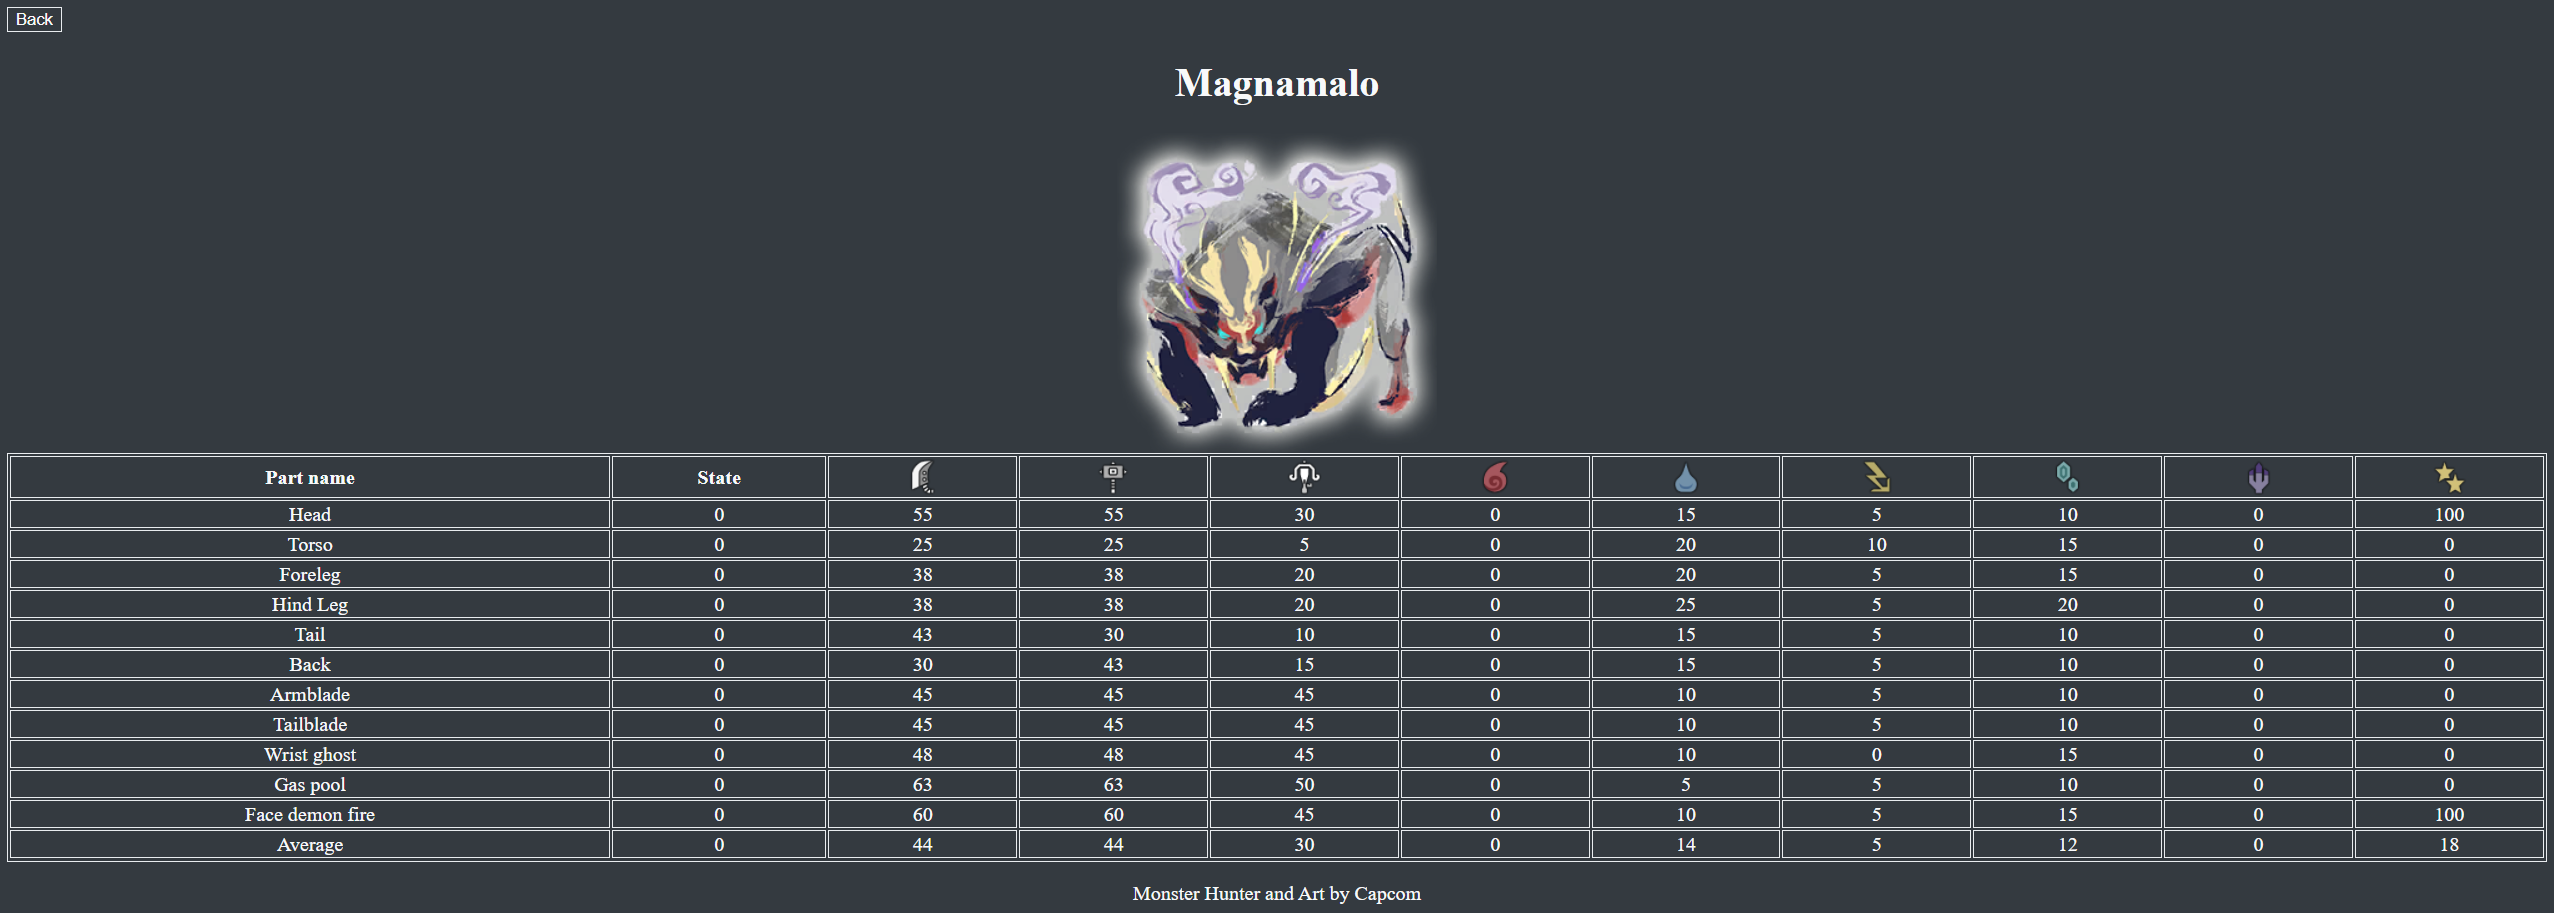 Back
Magnamalo
Part name State
Head 0 55 55 30 0 15 5 10 0 100
Torso 0 25 25 5 0 20 10 15 0 0
Foreleg 0 38 38 20 0 20 5 15 0 0
Hind Leg 0 38 38 20 0 25 5 20 0 0
Tail 0 43 30 10 0 15 5 10 0 0
Back 0 30 43 15 0 15 5 10 0 0
Armblade 0 45 45 45 0 10 5 10 0 0
Tailblade 0 45 45 45 0 10 5 10 0 0
Wrist ghost 0 48 48 45 0 10 0 15 0 0
Gas pool 0 63 63 50 0 5 5 10 0 0
Face demon fire 0 60 60 45 0 10 5 15 0 100
Average 0 44 44 30 0 14 5 12 0 18
Monster Hunter and Art by Capcom